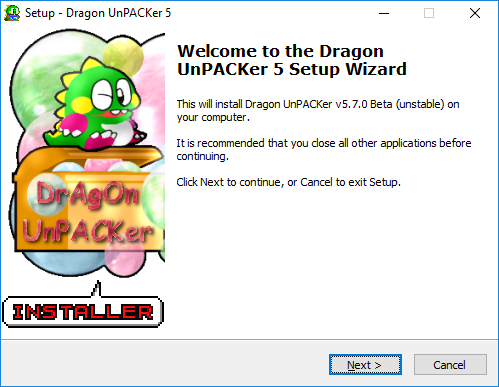 Setup - Dragon UnPACKer 5
Welcome to the Dragon
UnPACKer 5 Setup Wizard
This will install Dragon UnPACKer v5.7.0 Beta (unstable) on
your computer.
It is recommended that you close all other applications before
continuing.
Click Next to continue, or Cancel to exit Setup.
DrAgOn
UnPACKer
INSTALLER
Next >
Cancel